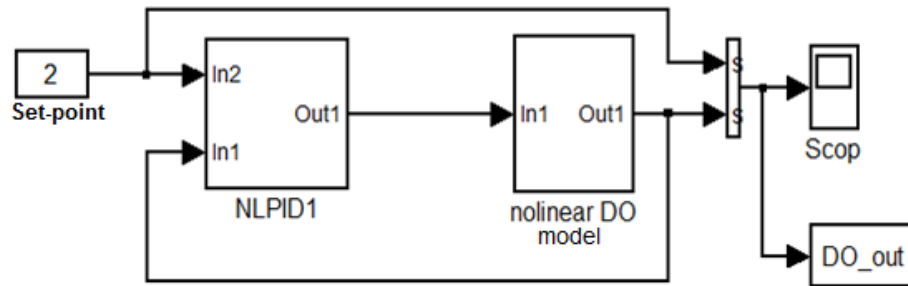 2
Set-point
In2
In1
Out1
NLPID1
In1
Out1
nolinear DO
model
s
s
Scop
DO_out